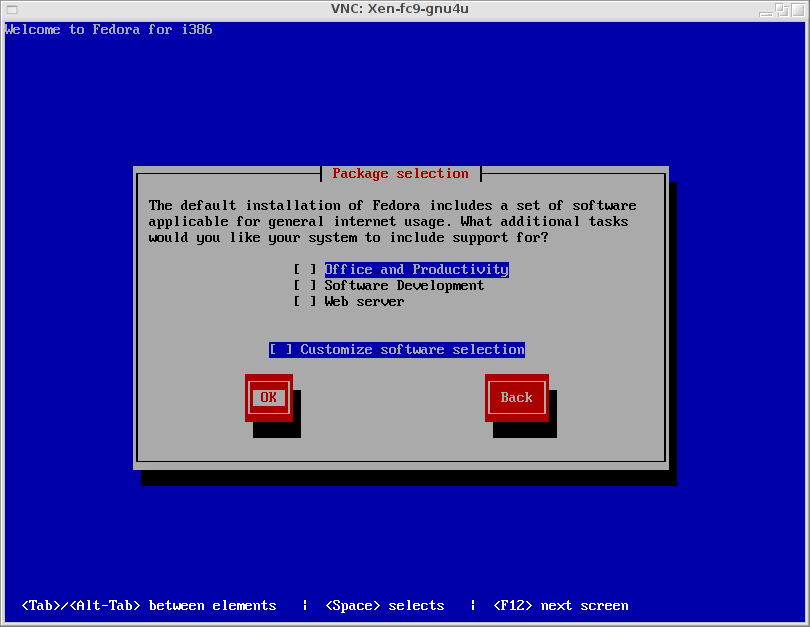 VNC: Xen-fc9-gnu4u
Welcome to Fedora for i386
Package selection
The default installation of Fedora includes a set of software
applicable for general internet usage. What additional tasks
would you like your system to include support for?
[ ] Office and Productivity
[ ] Software Development
[ ] Web server
[ ] Customize software selection
OK Back
<Tab>/<Alt-Tab> between elements | <Space> selects | <F12> next screen